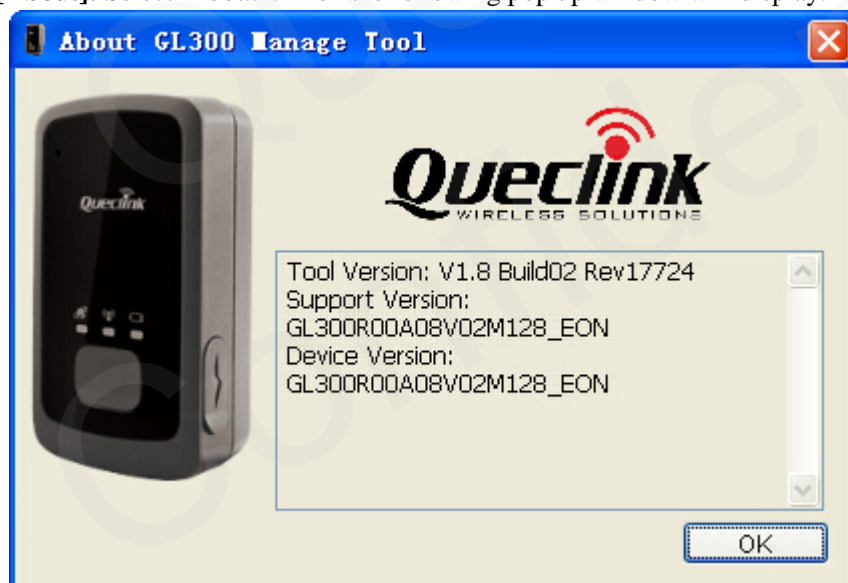 About GL300 Manage Tool
Queclink
Queclink
WIRELESS SOLUTIONS
Tool Version: V1.8 Build02 Rev17724
Support Version:
GL300R00A08V02M128_EON
Device Version:
GL300R00A08V02M128_EON
OK